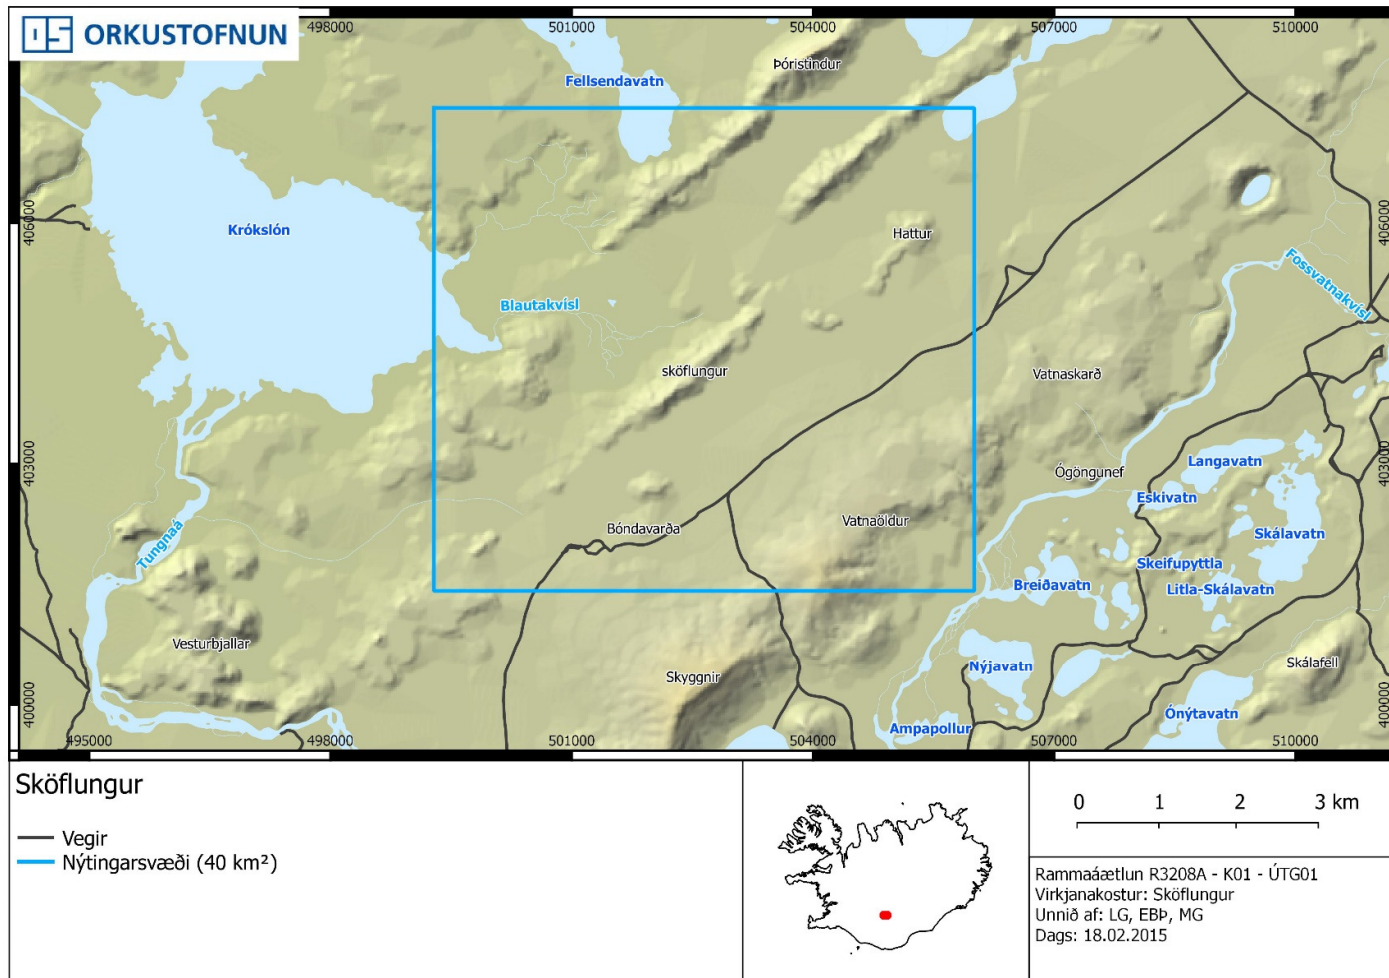 OS ORKUSTOFNUN
498000 501000 504000 507000 510000
Þóristindur
Fellsendavatn
406000
406000
Krókslón
Hattur
Fossvatnakvísl
Blautakvísl
sköflungur
Vatnaskarð
403000
403000
Langavatn
Ógöngunef
Eskivatn
Vatnaöldur
Bóndavarða
Skálavatn
Tungnaá
Skeifupyttla
Breiðavatn
Litla-Skálavatn
Vesturbjallar
Skálafell
Nýjavatn
Skyggnir
400000
400000
Ónýtavatn
Ampapollur
495000 498000 501000 504000 507000 510000
Sköflungur
Vegir
Nýtingarsvæði (40 km²)
0 1 2 3 km
Rammaáætlun R3208A - K01 - ÚTG01
Virkjanakostur: Sköflungur
Unnið af: LG, EBÞ, MG
Dags: 18.02.2015